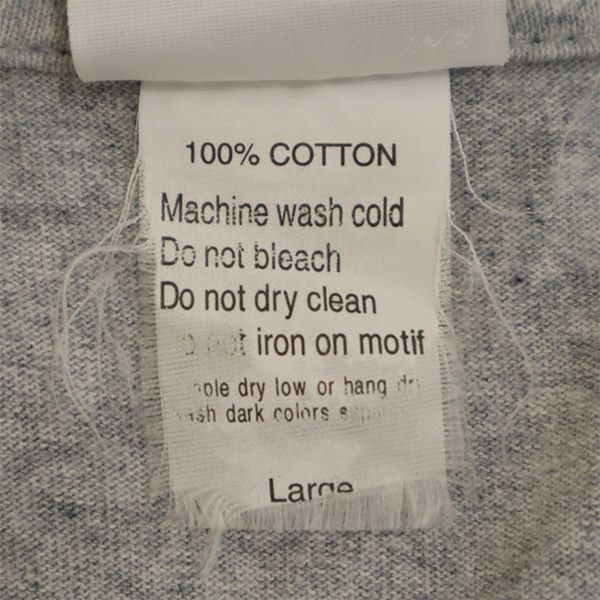 100% COTTON
Machine wash cold
Do not bleach
Do not dry clean
iron on motif
dry low or hang
dark colors
Large